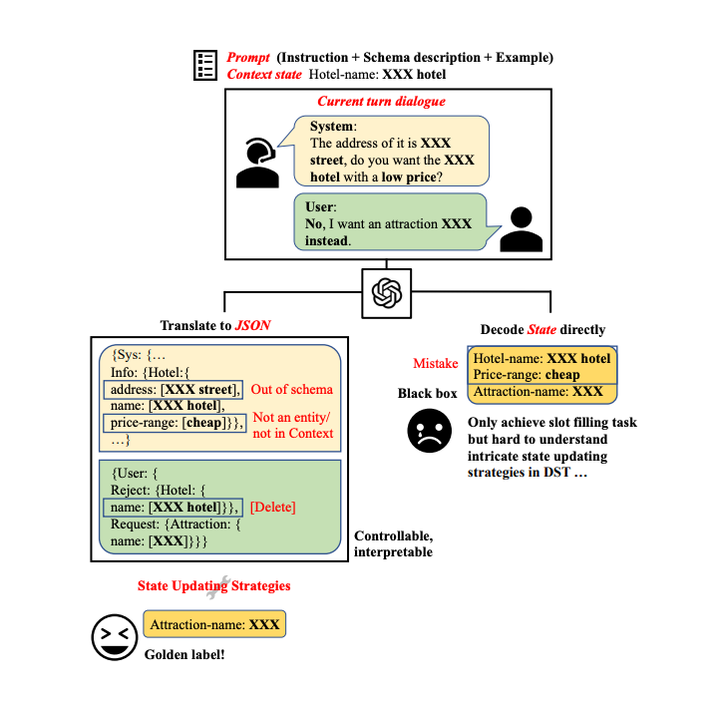 Prompt (Instruction + Schema description + Example)
Context state Hotel-name: XXX hotel
Current turn dialogue
System:
The address of it is XXX
street, do you want the XXX
hotel with a low price?
User:
No, I want an attraction XXX
instead.
Translate to JSON
{Sys: {…
Info: {Hotel:{
address: [XXX street],
Out of schema
name: [XXX hotel],
price-range: [cheap]}},
Not an entity/
not in Context
…}
{User: {
Reject: {Hotel: {
name: [XXX hotel]}},
[Delete]
Request: {Attraction: {
name: [XXX]}}}
Controllable,
interpretable
State Updating Strategies
Attraction-name: XXX
Golden label!
Decode State directly
Mistake
Hotel-name: XXX hotel
Price-range: cheap
Attraction-name: XXX
Black box
Only achieve slot filling task
but hard to understand
intricate state updating
strategies in DST …